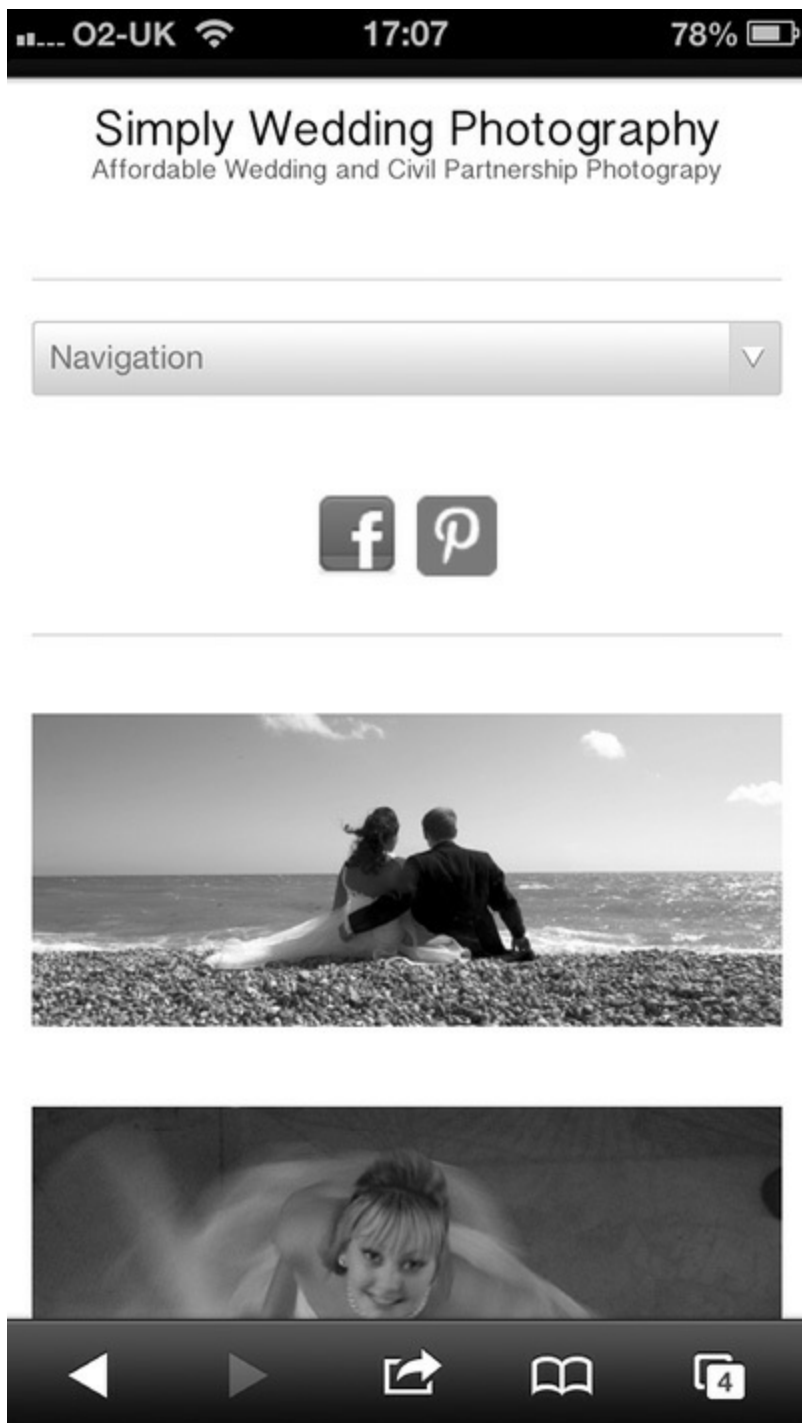 O2-UK 17:07 78%
Simply Wedding Photography
Affordable Wedding and Civil Partnership Photograpy
Navigation
f P
4